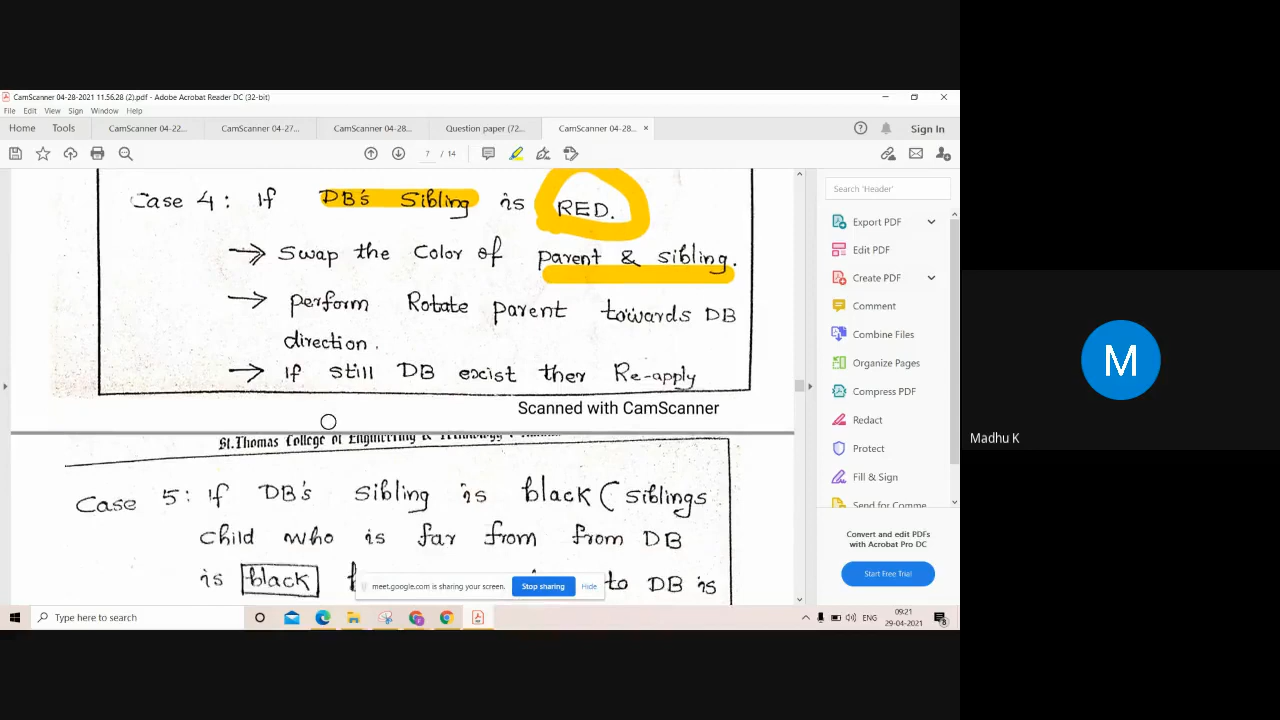 CamScanner 04-28-2021 11.56.28 (2).pdf - Adobe Acrobat Reader DC (32-bit)
File Edit View Sign Window Help
Home Tools CamScanner 04-22... CamScanner 04-27... CamScanner 04-28... Question paper (72... CamScanner 04-28... ×
Sign In
7 / 14
Case 4 : If DB's Sibling is RED.
→ Swap the Color of parent & sibling.
→ perform Rotate parent towards DB
direction.
→ if still DB exist ther Re-apply
Scanned with CamScanner
St.Thomas College of Engineering &
Case 5 : if DB's sibling is black ( siblings
child who is far from from DB
is black to DB is
meet.google.com is sharing your screen. Stop sharing Hide
Search 'Header'
Export PDF
Edit PDF
Create PDF
Comment
Combine Files
Organize Pages
Compress PDF
Redact
Protect
Fill & Sign
Send for Comme
Convert and edit PDFs
with Acrobat Pro DC
Start Free Trial
Type here to search
ENG
09:21
29-04-2021
8
M
Madhu K